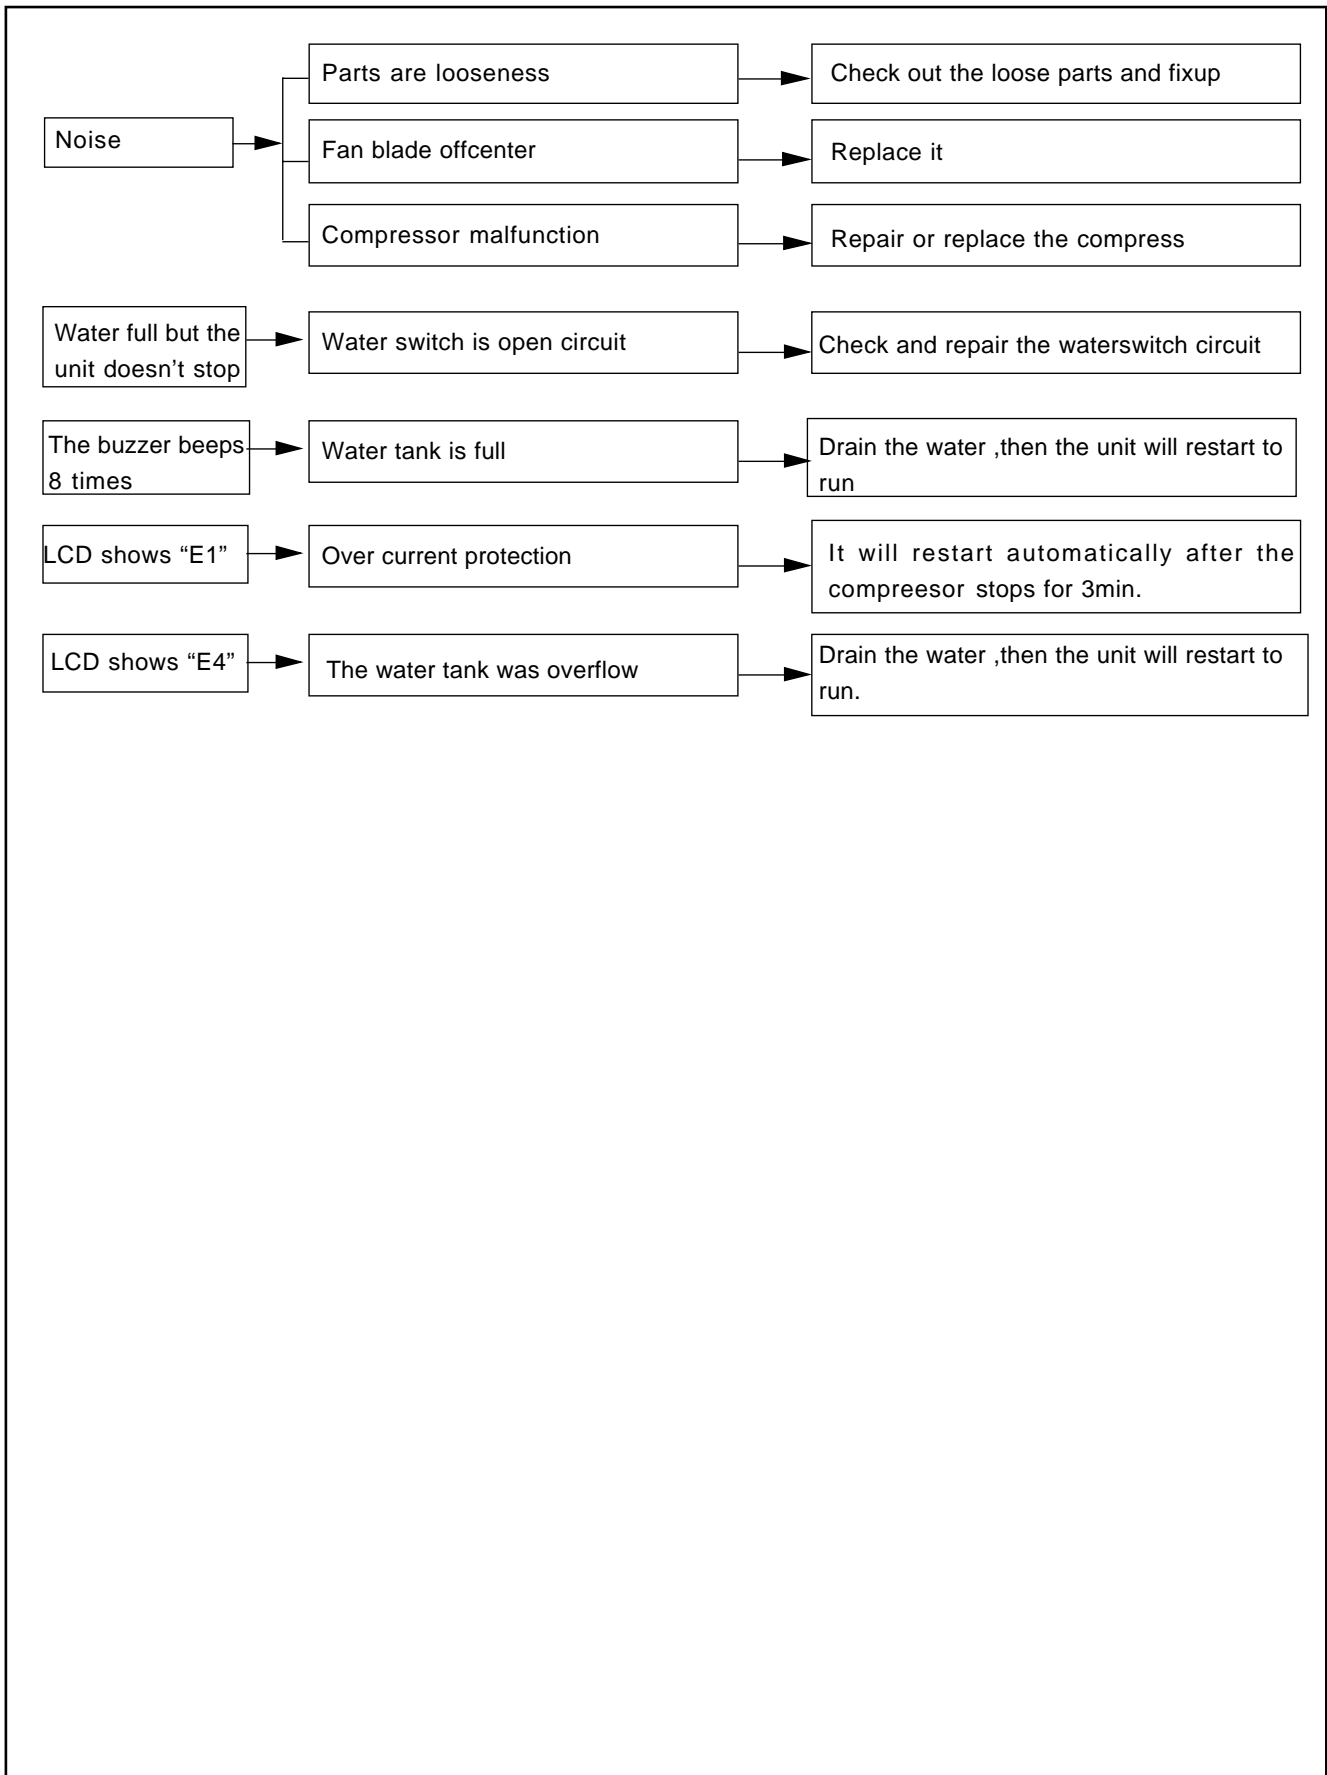 Noise
Parts are looseness
Check out the loose parts and fixup
Fan blade offcenter
Replace it
Compressor malfunction
Repair or replace the compress
Water full but the
unit doesn't stop
Water switch is open circuit
Check and repair the waterswitch circuit
The buzzer beeps
8 times
Water tank is full
Drain the water ,then the unit will restart to
run
LCD shows “E1”
Over current protection
It will restart automatically after the
compreesor stops for 3min.
LCD shows “E4”
The water tank was overflow
Drain the water ,then the unit will restart to
run.